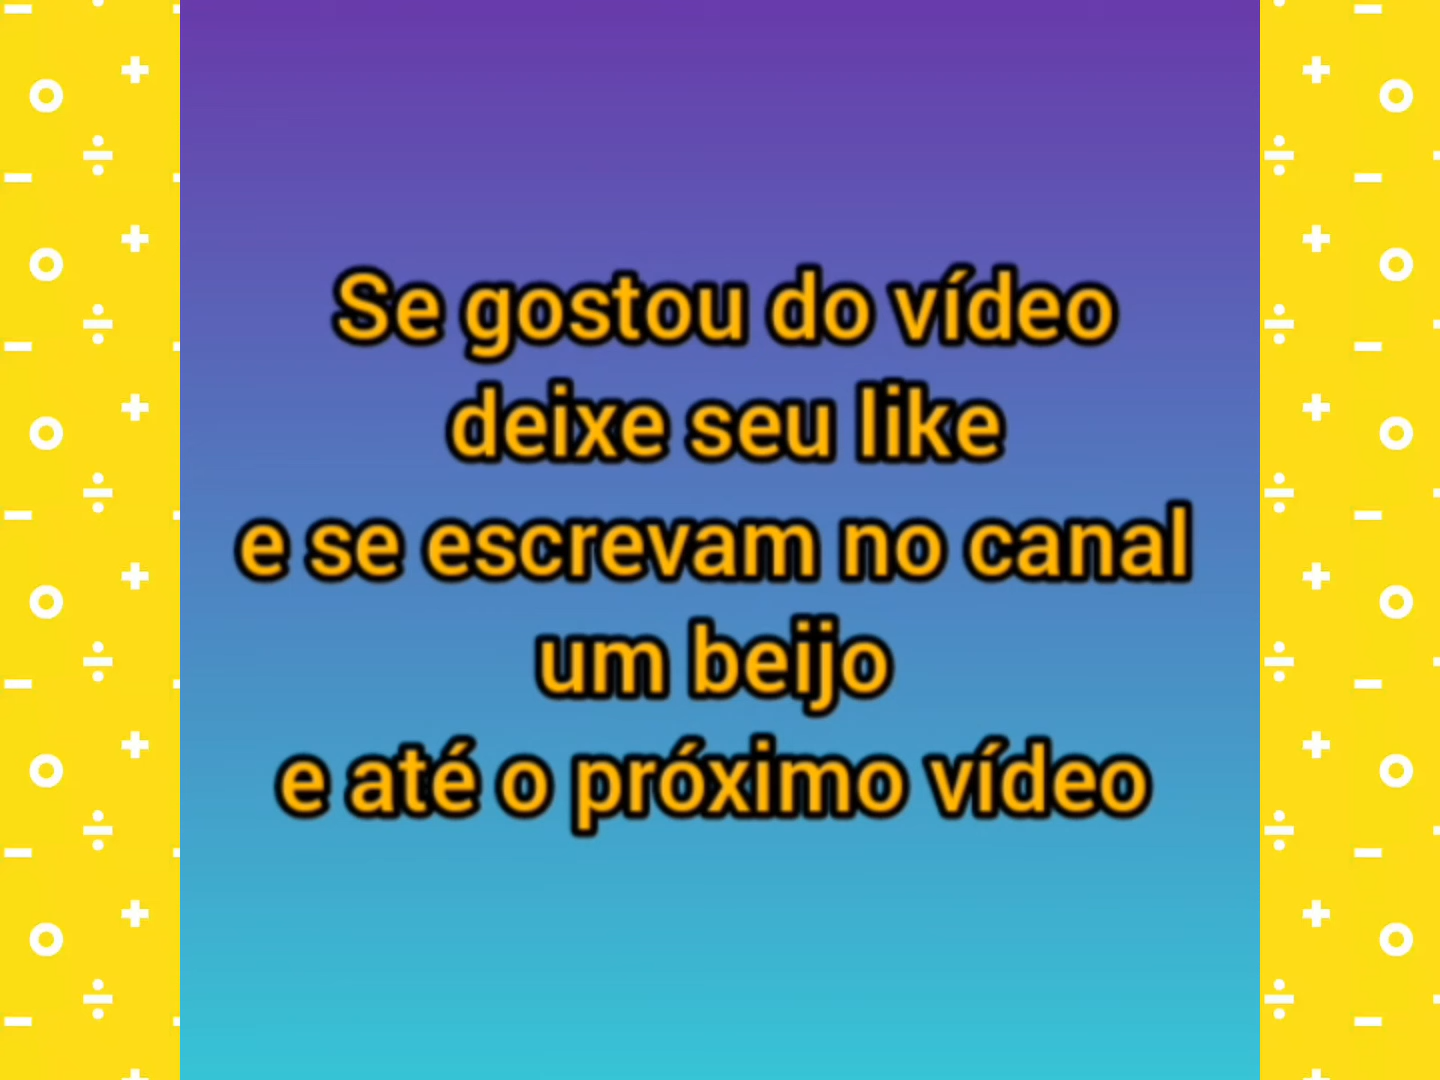 Se gostou do vídeo
deixe seu like
e se escrevam no canal
um beijo
e até o próximo vídeo